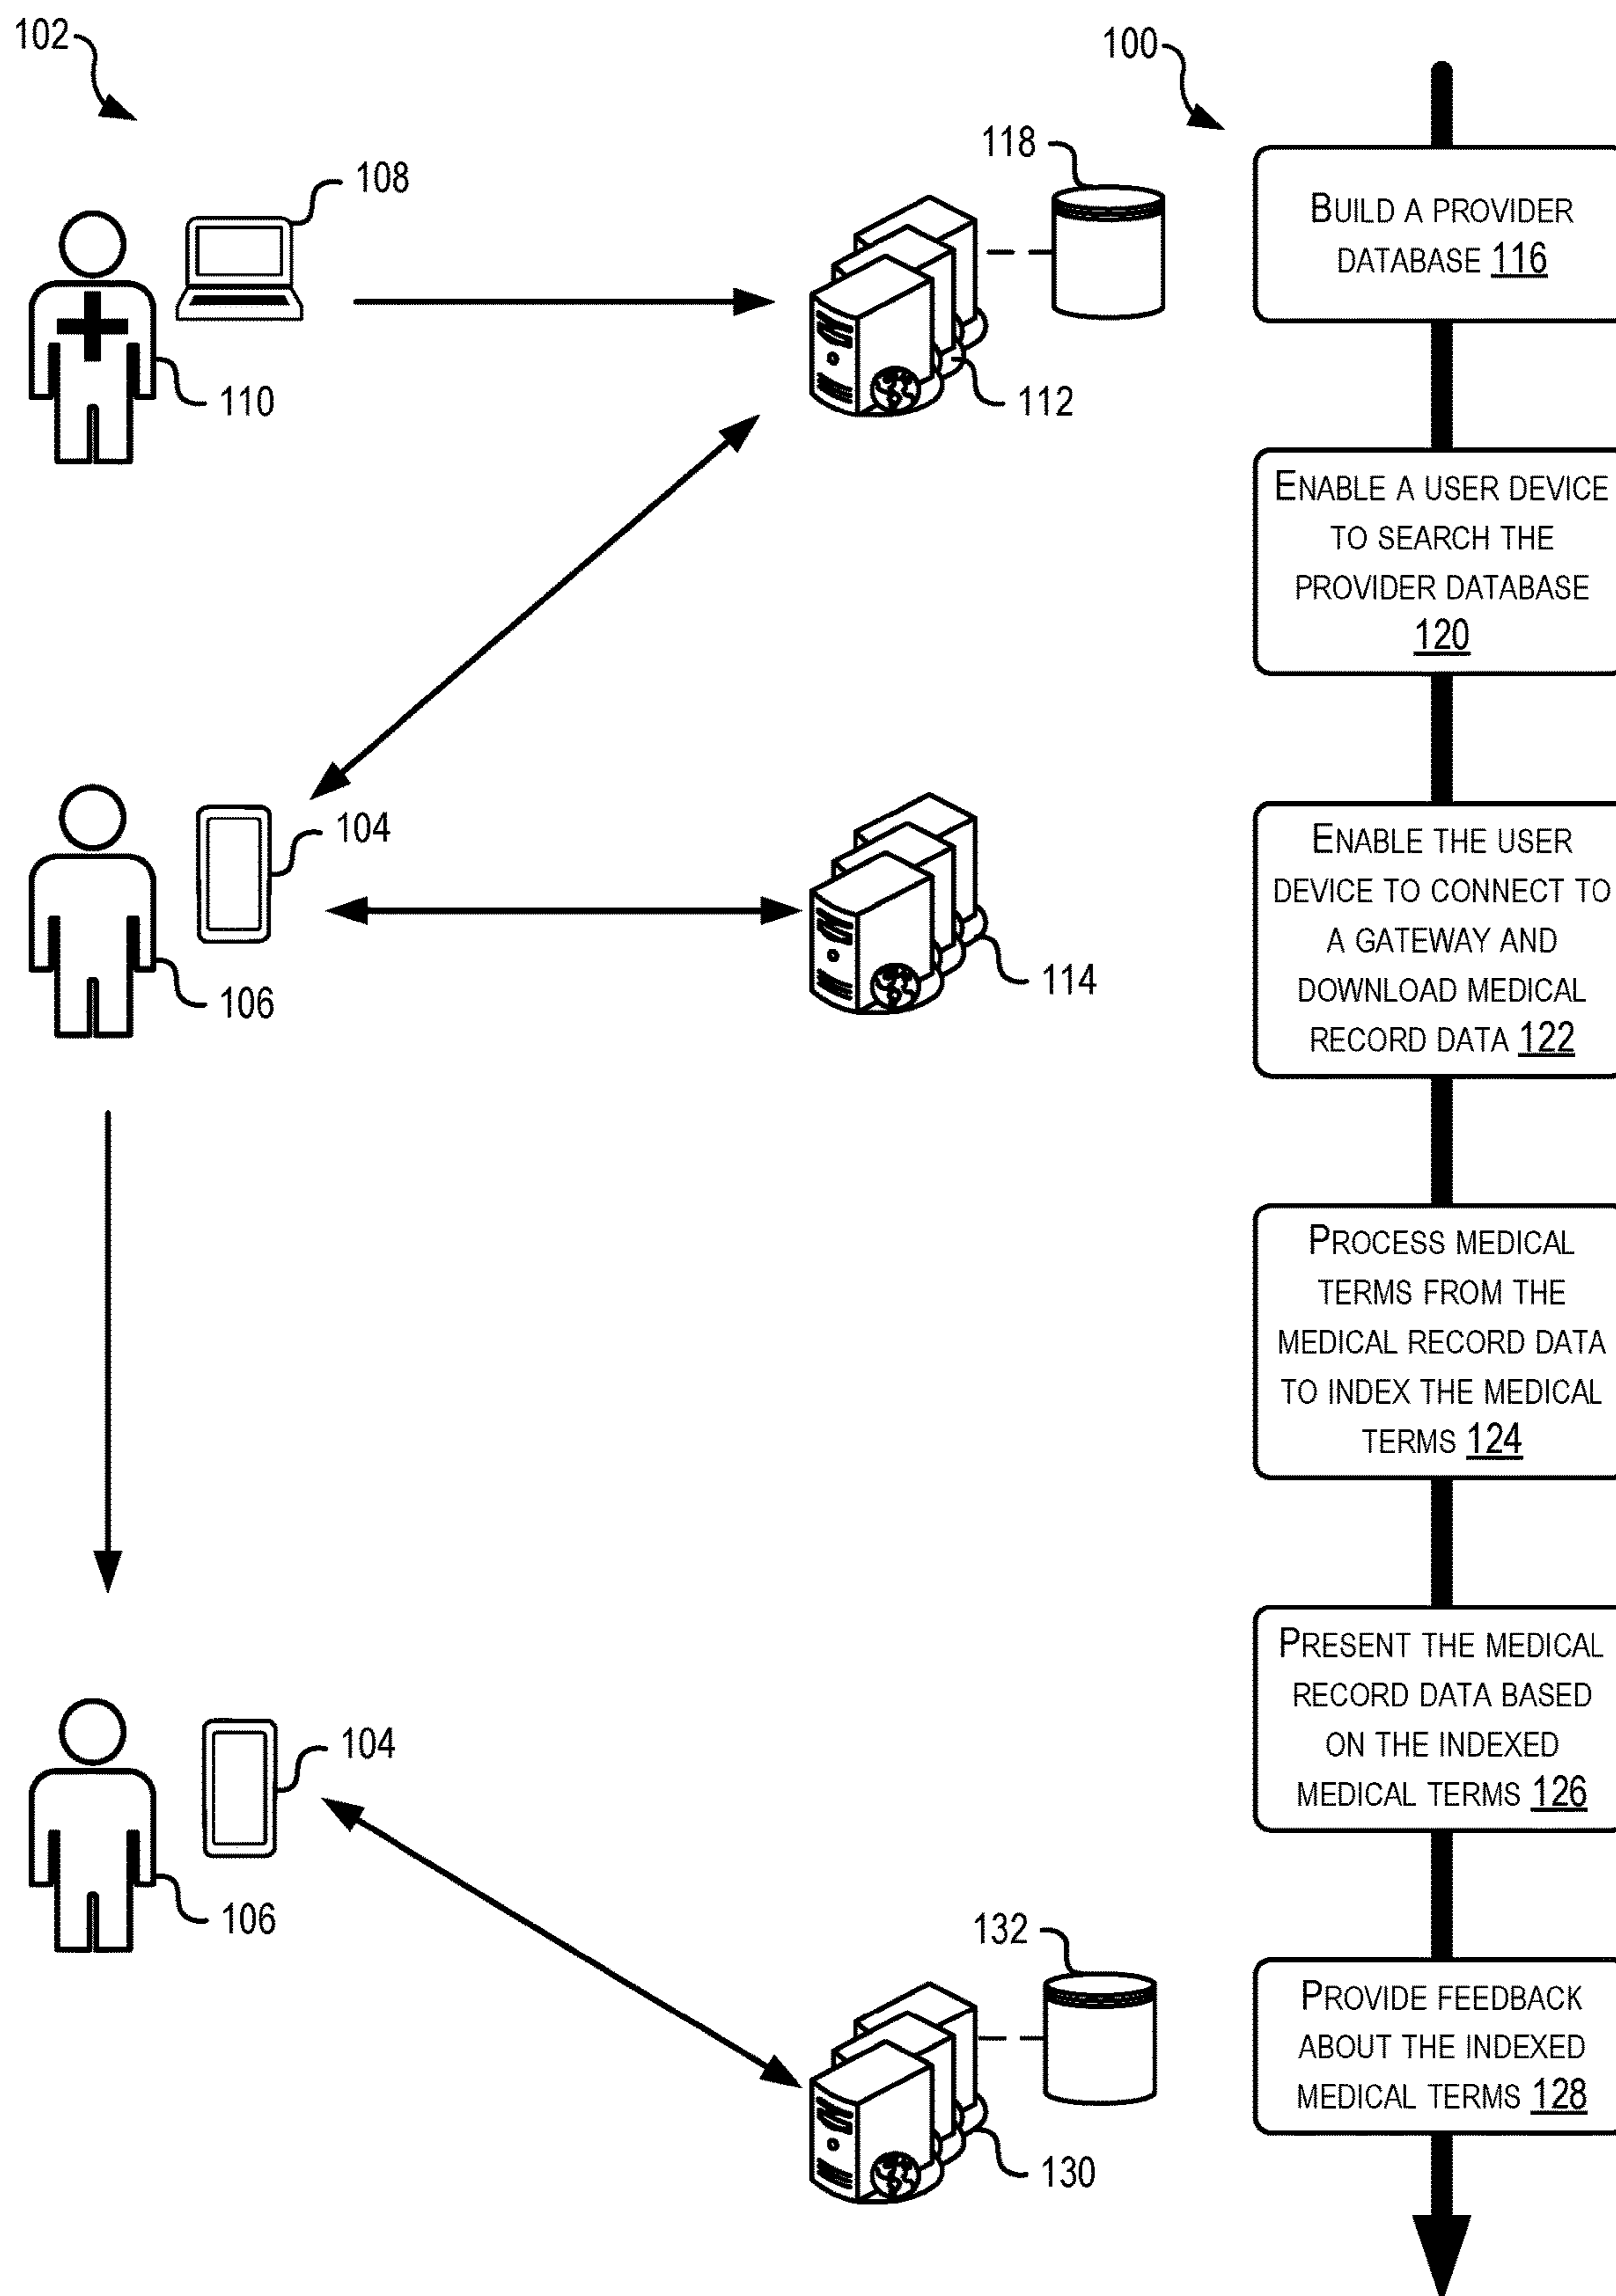 102
100
108
118
BUILD A PROVIDER
DATABASE 116
110
112
ENABLE A USER DEVICE
TO SEARCH THE
PROVIDER DATABASE
120
104
106
114
ENABLE THE USER
DEVICE TO CONNECT TO
A GATEWAY AND
DOWNLOAD MEDICAL
RECORD DATA 122
PROCESS MEDICAL
TERMS FROM THE
MEDICAL RECORD DATA
TO INDEX THE MEDICAL
TERMS 124
PRESENT THE MEDICAL
RECORD DATA BASED
ON THE INDEXED
MEDICAL TERMS 126
104
106
132
130
PROVIDE FEEDBACK
ABOUT THE INDEXED
MEDICAL TERMS 128